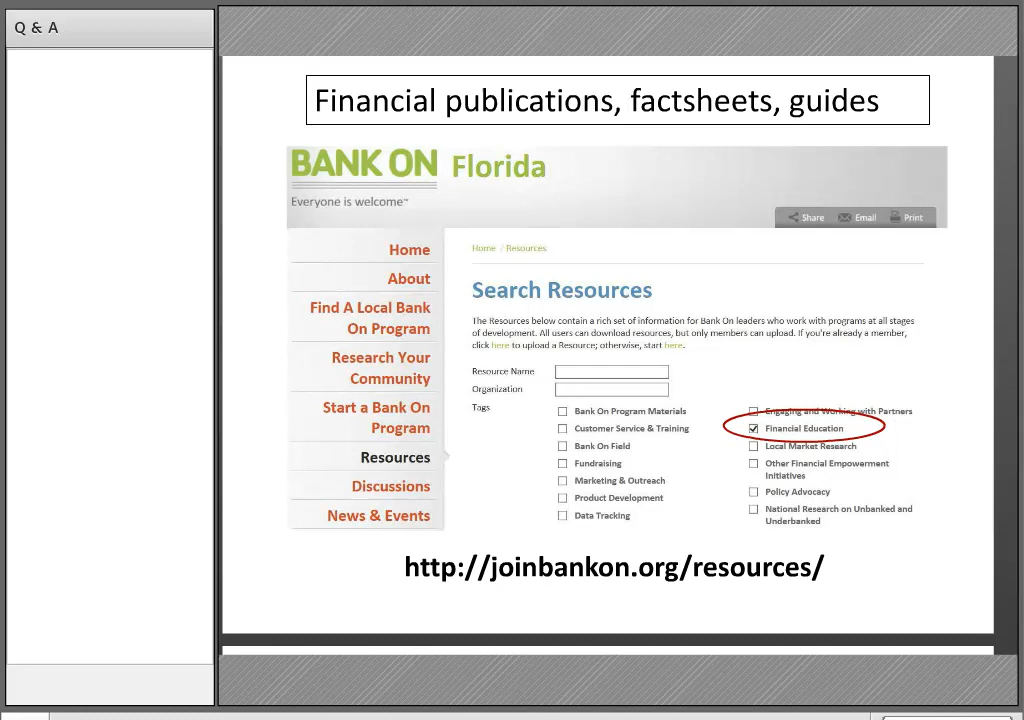 Q & A
Financial publications, factsheets, guides
BANK ON Florida
Everyone is welcome™
Share Email Print
Home
About
Find A Local Bank
On Program
Research Your
Community
Start a Bank On
Program
Resources
Discussions
News & Events
Home / Resources
Search Resources
The Resources below contain a rich set of information for Bank On leaders who work with programs at all stages
of development. All users can download resources, but only members can upload. If you're already a member,
click here to upload a Resource; otherwise, start here.
Resource Name
Organization
Tags
Bank On Program Materials
Customer Service & Training
Bank On Field
Fundraising
Marketing & Outreach
Product Development
Data Tracking
Engaging and Working with Partners
Financial Education
Local Market Research
Other Financial Empowerment
Initiatives
Policy Advocacy
National Research on Unbanked and
Underbanked
http://joinbankon.org/resources/